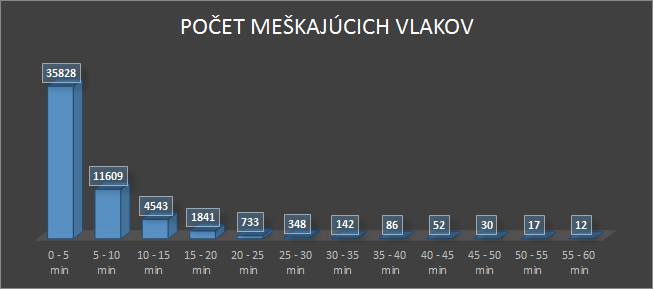 POČET MEŠKAJÚCICH VLAKOV
35828
11609
4543
1841
733
348
142
86
52
30
17
12
0 - 5 min
5 - 10 min
10 - 15 min
15 - 20 min
20 - 25 min
25 - 30 min
30 - 35 min
35 - 40 min
40 - 45 min
45 - 50 min
50 - 55 min
55 - 60 min